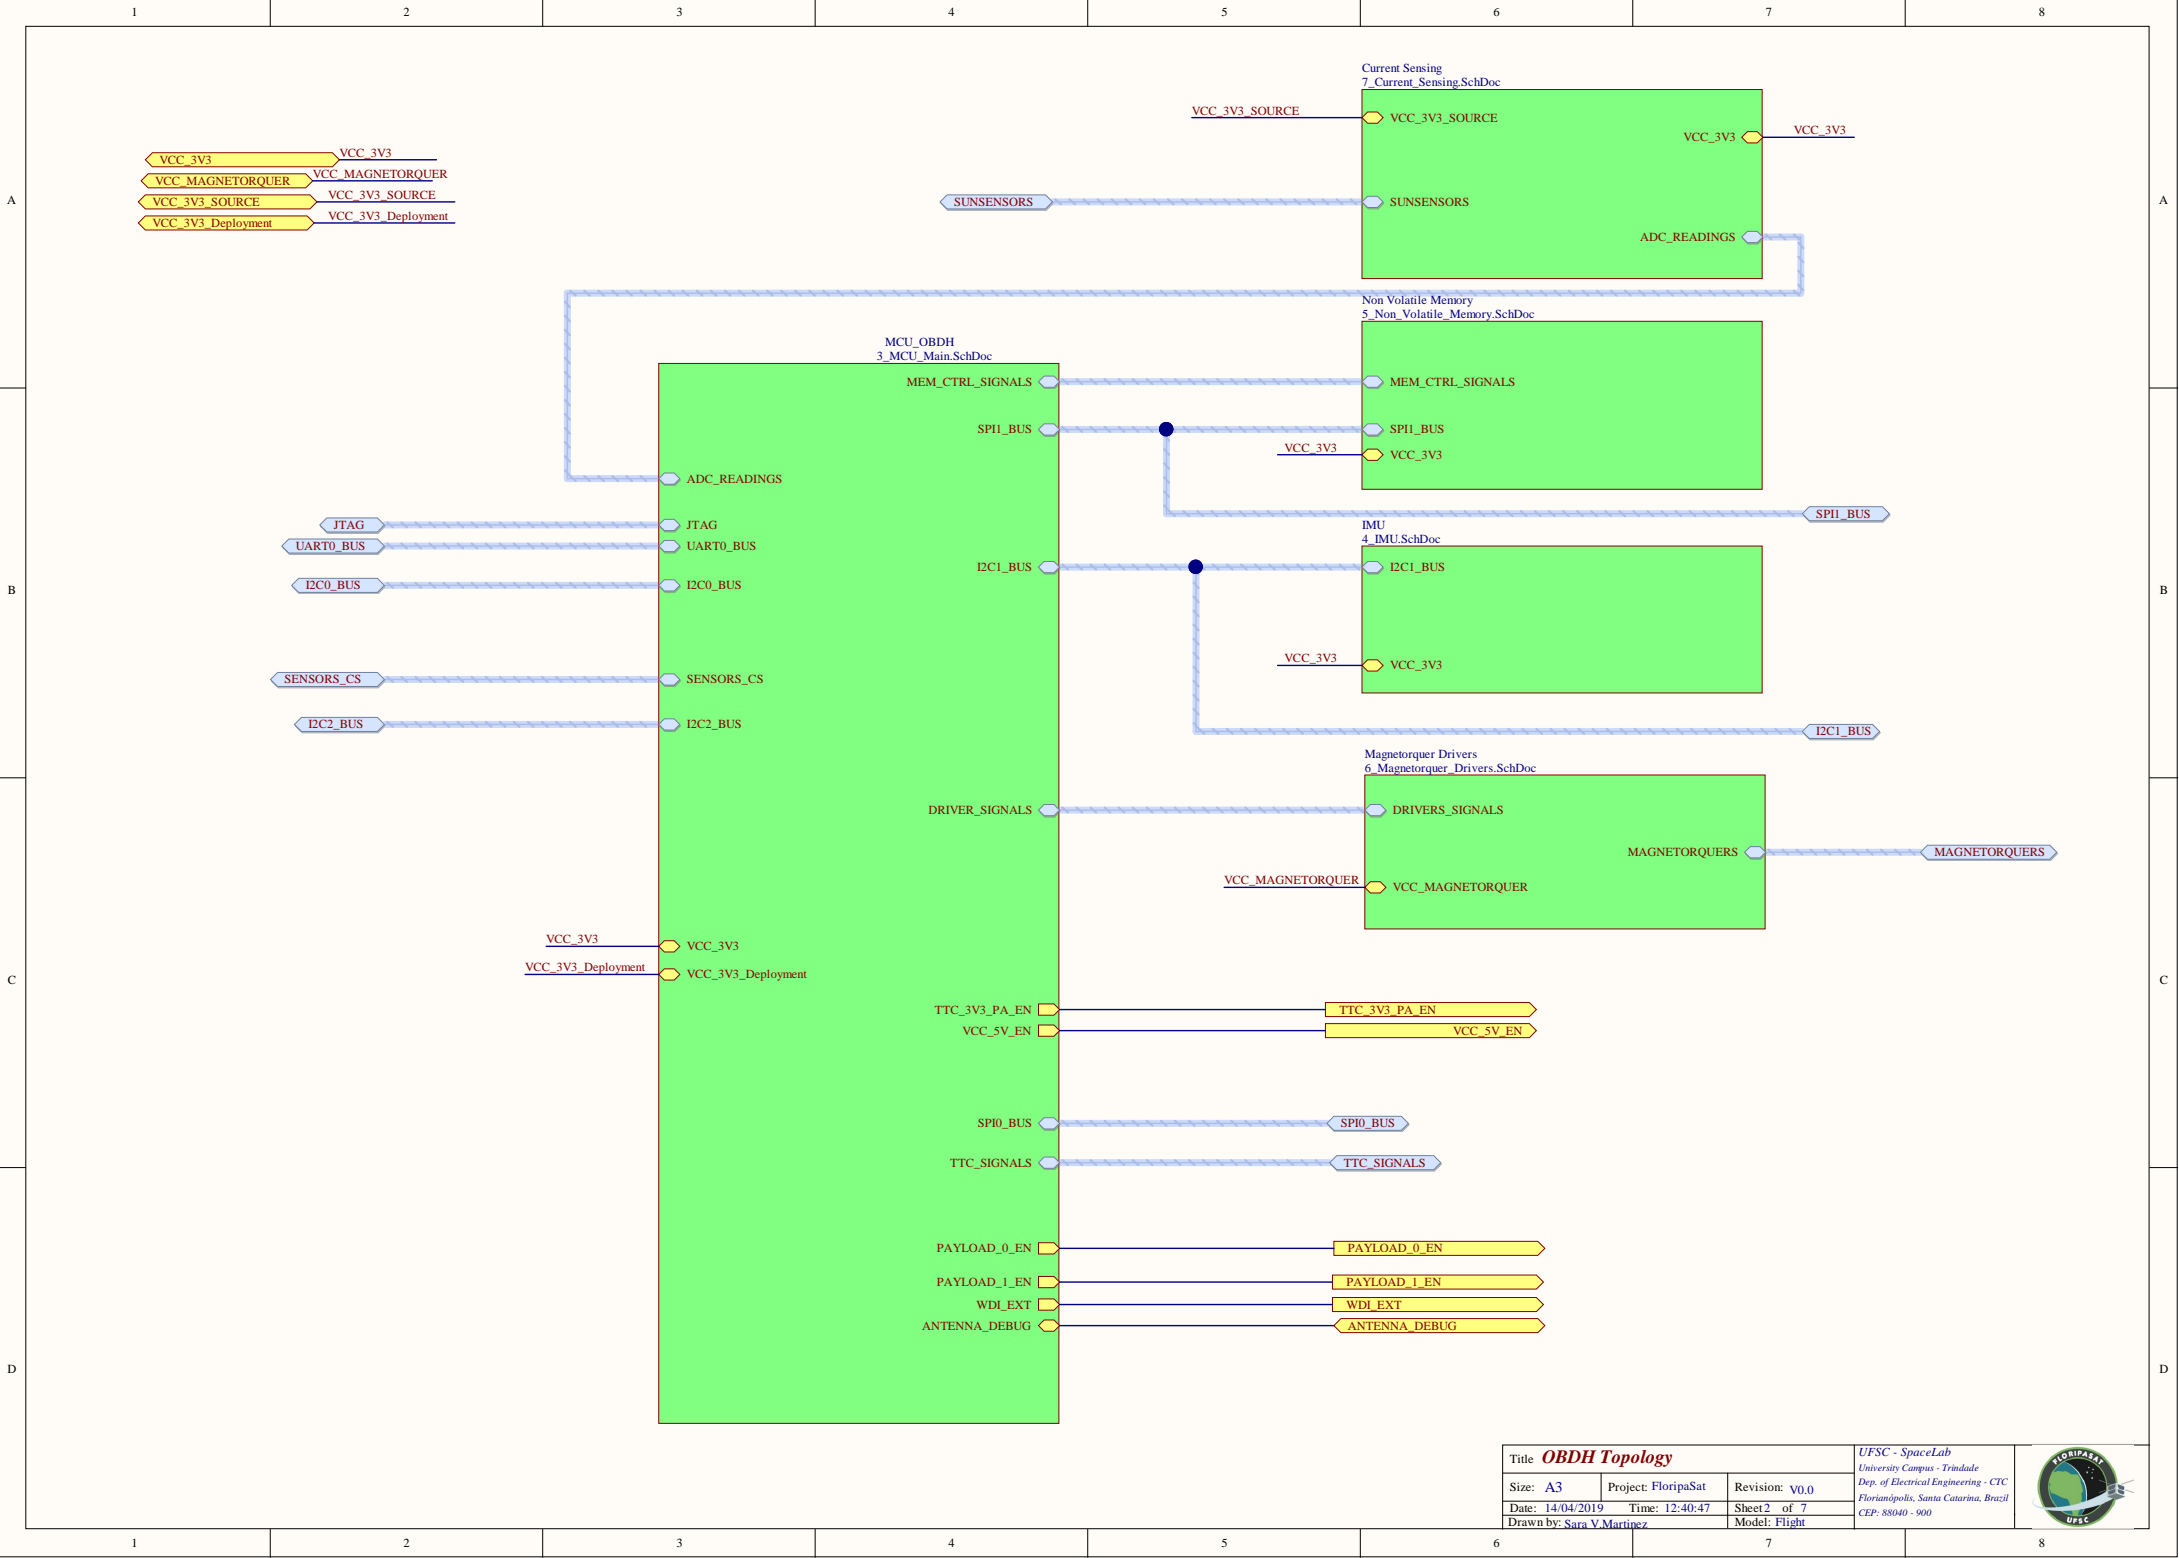 1 2 3 4 5 6 7 8
Current Sensing
7_Current_Sensing.SchDoc
VCC_3V3_SOURCE
VCC_3V3_SOURCE
VCC_3V3
VCC_3V3
VCC_3V3
VCC_3V3
VCC_MAGNETORQUER
VCC_MAGNETORQUER
A
VCC_3V3_SOURCE
VCC_3V3_SOURCE
SUNSENSORS
SUNSENSORS
A
VCC_3V3_Deployment
VCC_3V3_Deployment
ADC_READINGS
Non Volatile Memory
5_Non_Volatile_Memory.SchDoc
MCU_OBDH
3_MCU_Main.SchDoc
MEM_CTRL_SIGNALS
MEM_CTRL_SIGNALS
SPI1_BUS
SPI1_BUS
VCC_3V3
VCC_3V3
ADC_READINGS
SPI1_BUS
JTAG
JTAG
IMU
4_IMU.SchDoc
UART0_BUS
UART0_BUS
I2C1_BUS
I2C1_BUS
I2C0_BUS
I2C0_BUS
B
B
VCC_3V3
VCC_3V3
SENSORS_CS
SENSORS_CS
I2C2_BUS
I2C2_BUS
I2C1_BUS
Magnetorquer Drivers
6_Magnetorquer_Drivers.SchDoc
DRIVER_SIGNALS
DRIVERS_SIGNALS
MAGNETORQUERS
MAGNETORQUERS
VCC_MAGNETORQUER
VCC_MAGNETORQUER
VCC_3V3
VCC_3V3
VCC_3V3_Deployment
VCC_3V3_Deployment
C
C
TTC_3V3_PA_EN
TTC_3V3_PA_EN
VCC_5V_EN
VCC_5V_EN
SPI0_BUS
SPI0_BUS
TTC_SIGNALS
TTC_SIGNALS
PAYLOAD_0_EN
PAYLOAD_0_EN
PAYLOAD_1_EN
PAYLOAD_1_EN
WDI_EXT
WDI_EXT
ANTENNA_DEBUG
ANTENNA_DEBUG
D
D
Title OBDH Topology
Size: A3 Project: FloripaSat Revision: V0.0
Date: 14/04/2019 Time: 12:40:47 Sheet 2 of 7
Drawn by: Sara V.Martinez Model: Flight
UFSC - SpaceLab
University Campus - Trindade
Dep. of Electrical Engineering - CTC
Florianòpolis, Santa Catarina, Brazil
CEP: 88040 - 900
FLORIPASAT
UFSC
1 2 3 4 5 6 7 8